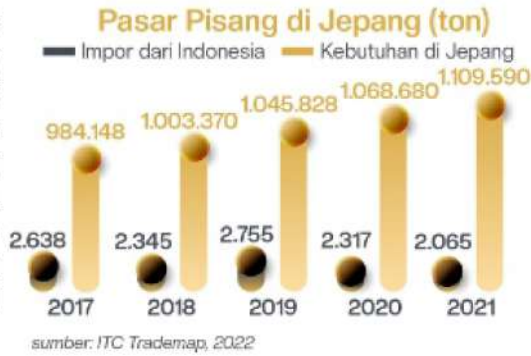 Pasar Pisang di Jepang (ton)
Impor dari Indonesia Kebutuhan di Jepang
984.148 1.003.370 1.045.828 1.068.680 1.109.590
2.638 2.345 2.755 2.317 2.065
2017 2018 2019 2020 2021
sumber: ITC Trademap, 2022